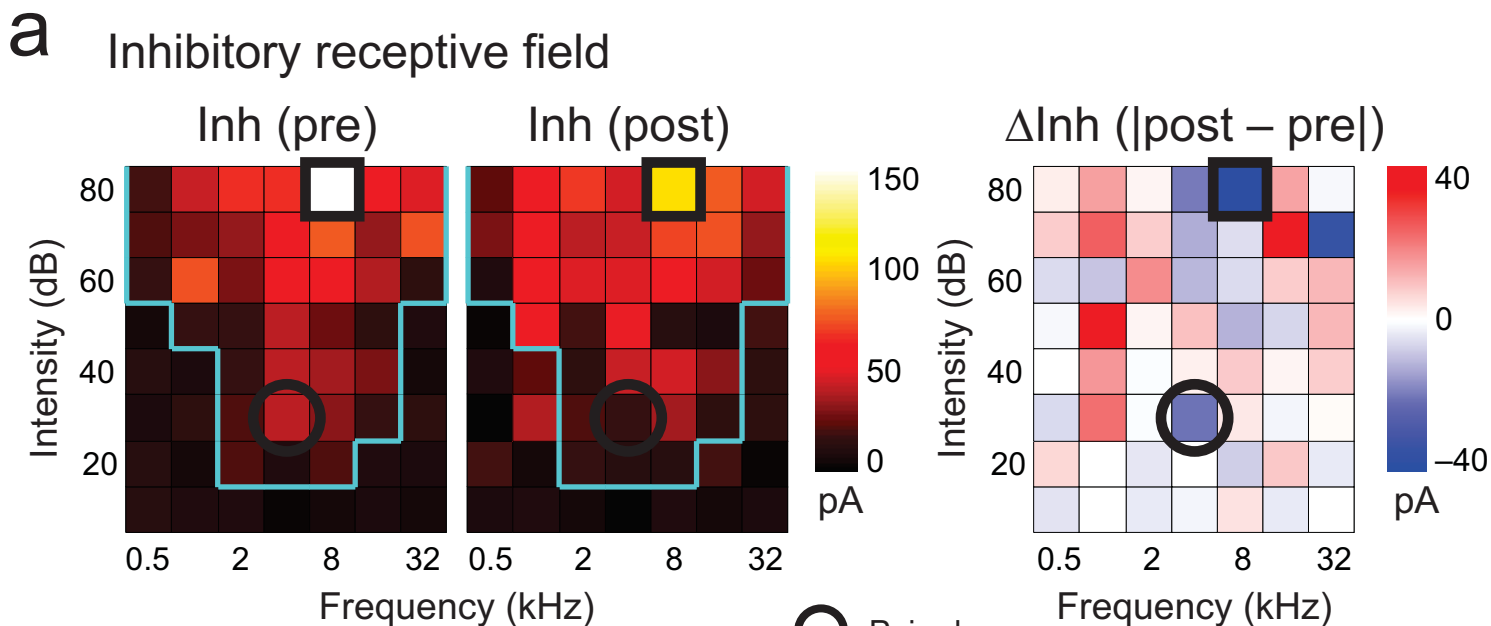 a
Inhibitory receptive field
Inh (pre)
Inh (post)
ΔInh (|post – pre|)
80
60
40
20
Intensity (dB)
0.5 2 8 32
0.5 2 8 32
Frequency (kHz)
150
100
50
0
pA
80
60
40
20
Intensity (dB)
0.5 2 8 32
Frequency (kHz)
40
0
–40
pA